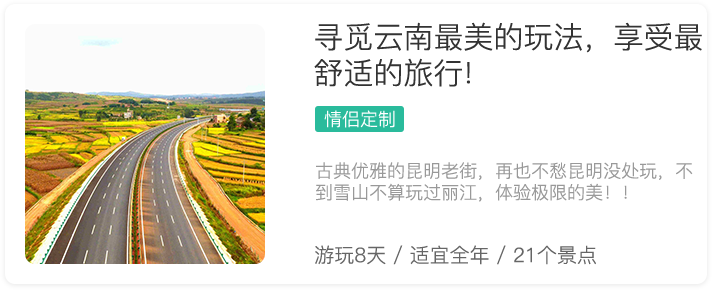 寻觅云南最美的玩法，享受最
舒适的旅行!
情侣定制
古典优雅的昆明老街，再也不愁昆明没处玩，不
到雪山不算玩过丽江，体验极限的美！!
游玩8天 / 适宜全年 / 21个景点